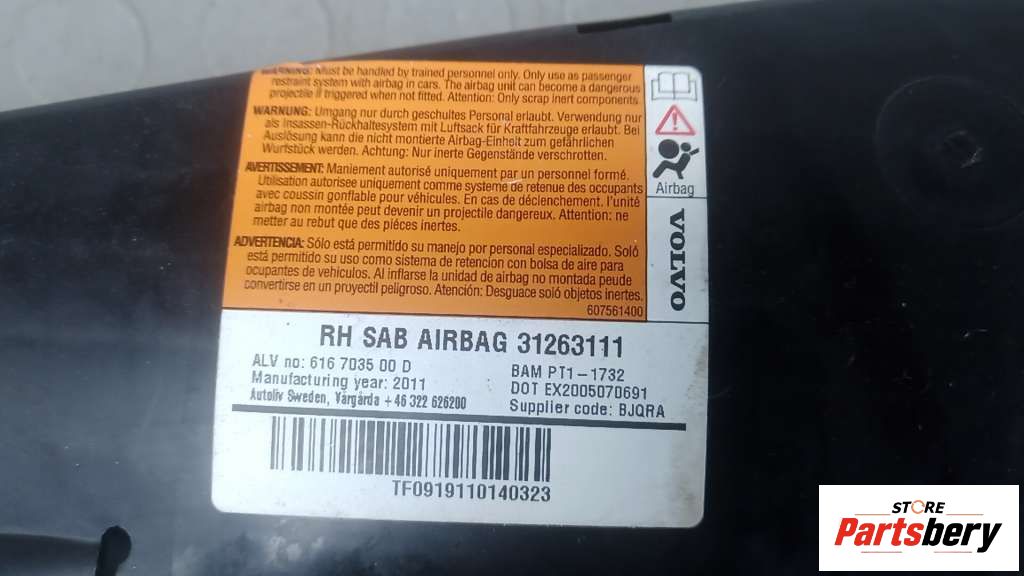 WARNING: Must be handled by trained personnel only. Only use as passenger
restraint system with airbag in cars. The airbag unit can become a dangerous
projectile if triggered when not fitted. Attention: Only scrap inert components.
WARNUNG: Umgang nur durch geschultes Personal erlaubt. Verwendung nur
als Insassen-Rückhaltesystem mit Luftsack für Kraftfahrzeuge erlaubt. Bei
Auslösung kann die nicht montierte Airbag-Einheit zum gefährlichen
Wurfstück werden. Achtung: Nur inerte Gegenstände verschrotten.
AVERTISSEMENT: Maniement autorisé uniquement par un personnel formé.
Utilisation autorisee uniquement comme systeme de retenue des occupants
avec coussin gonflable pour véhicules. En cas de déclenchement. l'unité
airbag non montée peut devenir un projectile dangereux. Attention: ne
metter au rebut que des piéces inertes.
ADVERTENCIA: Sólo está permitido su manejo por personal especializado. Soló
está permitido su uso como sistema de retencion con bolsa de aire para
ocupantes de vehiculos. Al inflarse la unidad de airbag no montada peude
convertirse en un proyectil peligroso. Atención: Desguace soló objetos inertes.
607561400
Airbag
VOLVO
RH SAB AIRBAG 31263111
ALV no: 616 7035 00 D
BAM PT1-1732
Manufacturing year: 2011
DOT EX2005070691
Autoliv Sweden, Vårgårda +46 322 626200
Supplier code: BJQRA
TF0919110140323
STORE
Partsbery